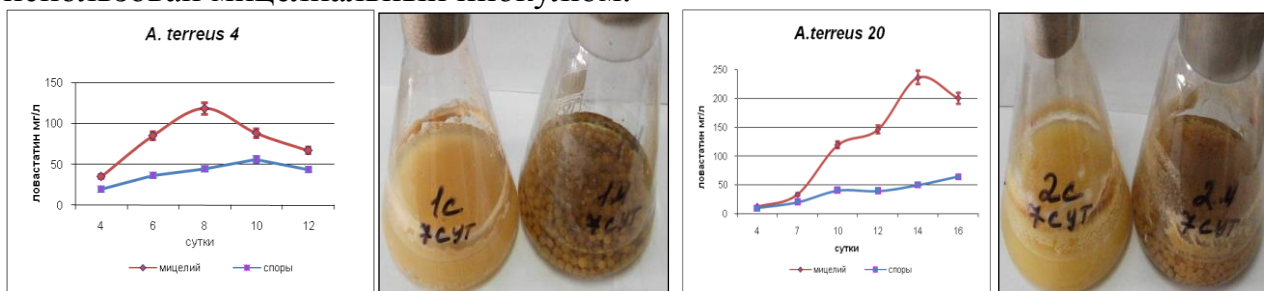 использован мицелиальный инокулюм.
A. terreus 4
ловастатин мг/л
150
100
50
0
4 6 8 10 12
сутки
мицелий споры
1С
7СУТ
1М
7СУТ
A.terreus 20
ловастатин мг/л
250
200
150
100
50
0
4 7 10 12 14 16
сутки
мицелий споры
2С
7СУТ
2М
7СУТ